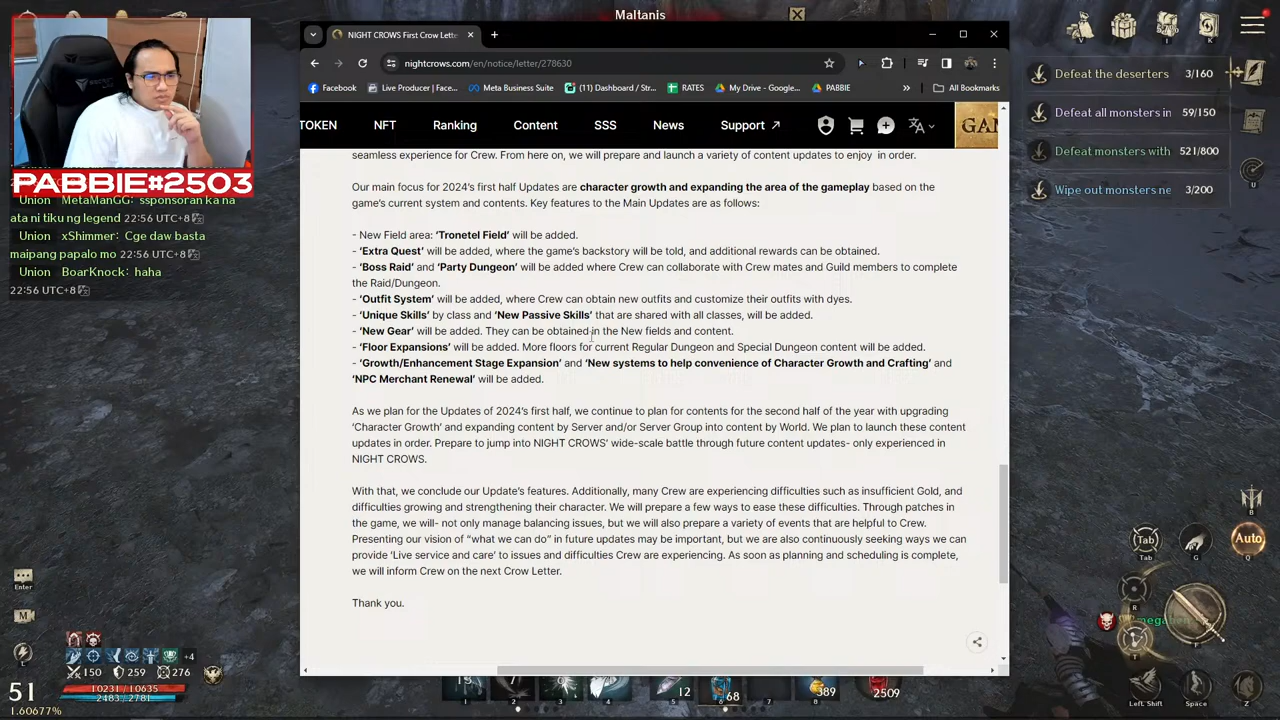 Maltanis
NIGHT CROWS First Crow Lette
nightcrows.com/en/notice/letter/278630
Facebook
Live Producer | Fac...
Meta Business Suite
(11) Dashboard / Str...
RATES
My Drive - Google...
PABBIE
»
All Bookmarks
TOKEN
NFT
Ranking
Content
SSS
News
Support
GA
seamless experience for Crew. From here on, we will prepare and launch a variety of content updates to enjoy in order.
Our main focus for 2024's first half Updates are character growth and expanding the area of the gameplay based on the
game's current system and contents. Key features to the Main Updates are as follows:
- New Field area: 'Tronetel Field' will be added.
- 'Extra Quest' will be added, where the game's backstory will be told, and additional rewards can be obtained.
- 'Boss Raid' and 'Party Dungeon' will be added where Crew can collaborate with Crew mates and Guild members to complete
the Raid/Dungeon.
- 'Outfit System' will be added, where Crew can obtain new outfits and customize their outfits with dyes.
- 'Unique Skills' by class and 'New Passive Skills' that are shared with all classes, will be added.
- 'New Gear' will be added. They can be obtained in the New fields and content.
- 'Floor Expansions' will be added. More floors for current Regular Dungeon and Special Dungeon content will be added.
- 'Growth/Enhancement Stage Expansion' and 'New systems to help convenience of Character Growth and Crafting' and
'NPC Merchant Renewal' will be added.
As we plan for the Updates of 2024's first half, we continue to plan for contents for the second half of the year with upgrading
'Character Growth' and expanding content by Server and/or Server Group into content by World. We plan to launch these content
updates in order. Prepare to jump into NIGHT CROWS' wide-scale battle through future content updates- only experienced in
NIGHT CROWS.
With that, we conclude our Update's features. Additionally, many Crew are experiencing difficulties such as insufficient Gold, and
difficulties growing and strengthening their character. We will prepare a few ways to ease these difficulties. Through patches in
the game, we will- not only manage balancing issues, but we will also prepare a variety of events that are helpful to Crew.
Presenting our vision of "what we can do" in future updates may be important, but we are also continuously seeking ways we can
provide 'Live service and care' to issues and difficulties Crew are experiencing. As soon as planning and scheduling is complete,
we will inform Crew on the next Crow Letter.
Thank you.
PABBIE#2503
Union MetaManGG: ssponsoran ka na
ata ni tiku ng legend 22:56 UTC+8
Union xShimmer: Cge daw basta
maipang papalo mo 22:56 UTC+8
Union BoarKnock: haha
22:56 UTC+8
V
I
K
Defeat the deserters 3/160
Defeat all monsters in 59/150
Defeat monsters with 521/800
Wipe out monsters ne 3/200
U
B
Tab
Tab
G
Auto
Q
R
F
T
Left Shift
Space
Z
Enter
M
L
+4
150
259
276
51
10231 / 10635
2483 / 2781
1.60677%
12
68
389
2509
1
2
3
4
5
6
7
8